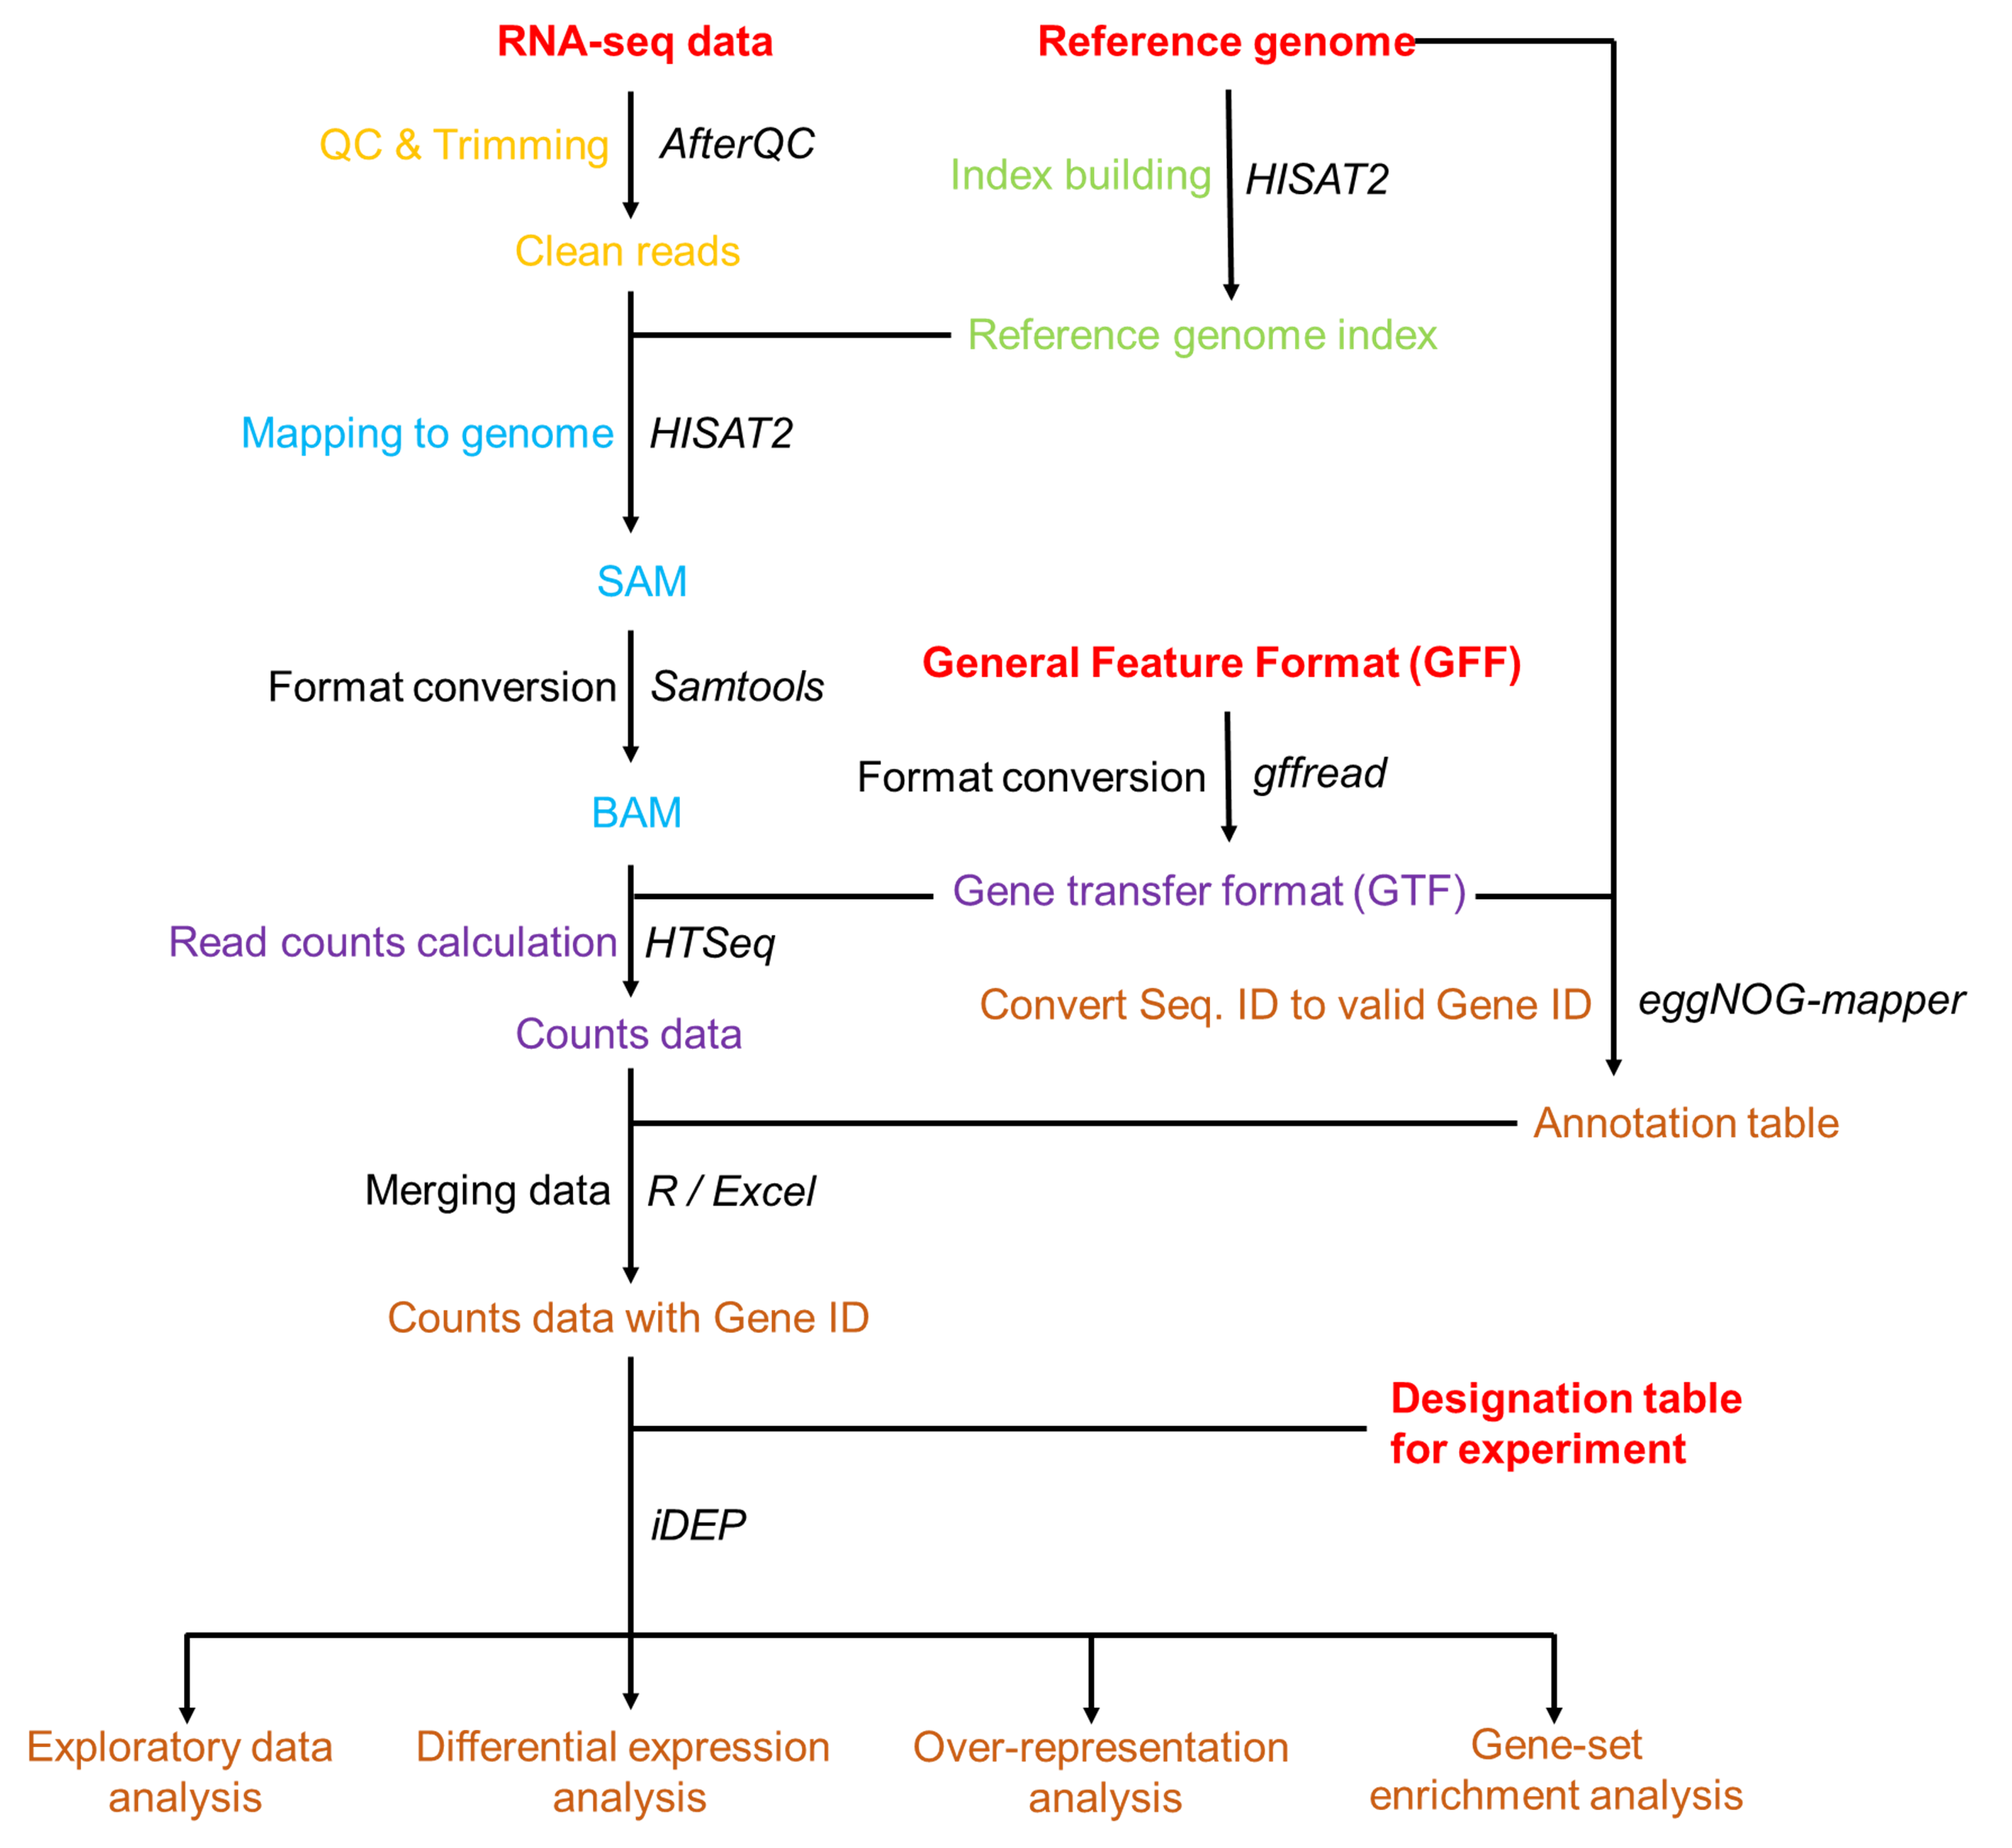 RNA-seq data
Reference genome
QC & Trimming
AfterQC
Index building
HISAT2
Clean reads
Reference genome index
Mapping to genome
HISAT2
SAM
General Feature Format (GFF)
Format conversion
Samtools
Format conversion
gffread
BAM
Gene transfer format (GTF)
Read counts calculation
HTSeq
Convert Seq. ID to valid Gene ID
eggNOG-mapper
Counts data
Annotation table
Merging data
R / Excel
Counts data with Gene ID
Designation table
for experiment
iDEP
Exploratory data
analysis
Differential expression
analysis
Over-representation
analysis
Gene-set
enrichment analysis